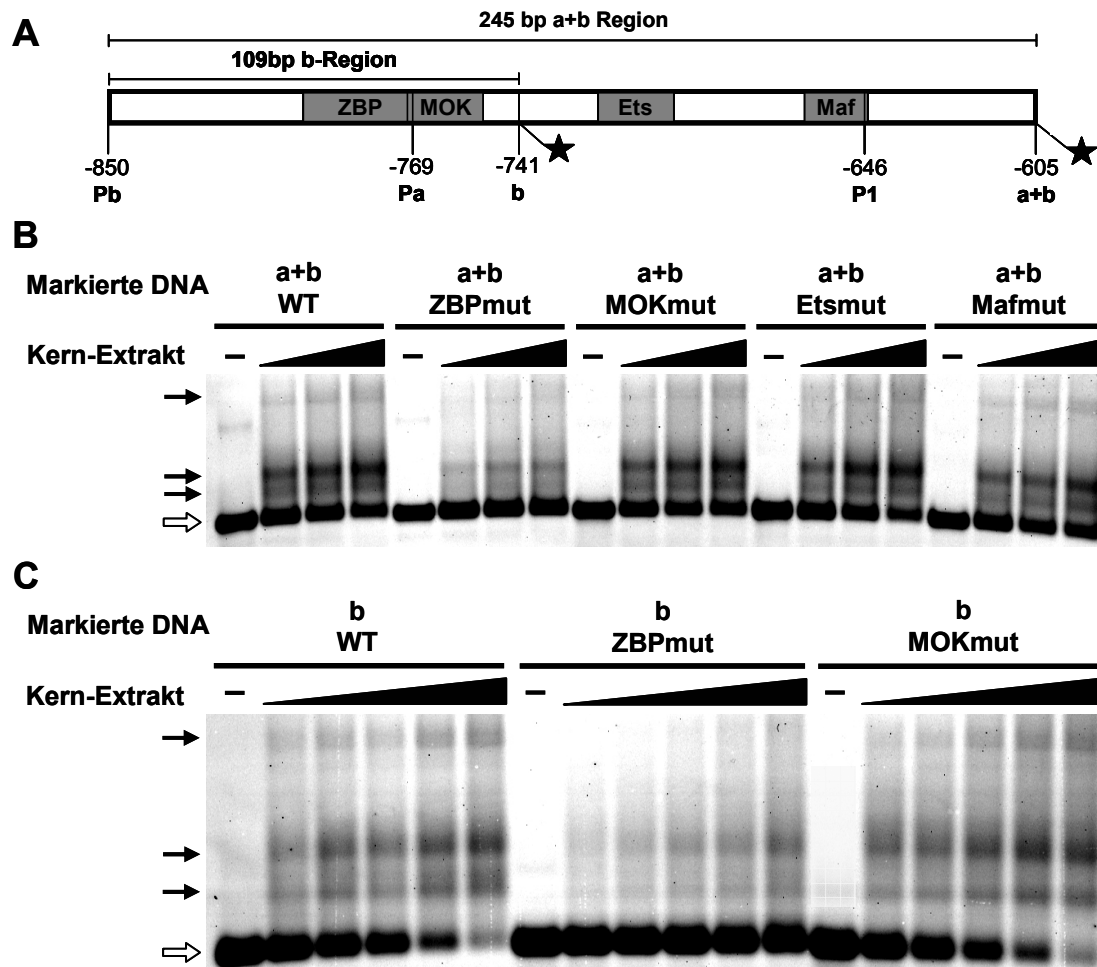 A
245 bp a+b Region
109bp b-Region
ZBP MOK Ets Maf
-850 -769 -741 -646 -605
Pb Pa b P1 a+b
B
Markierte DNA
a+b a+b a+b a+b a+b
WT ZBPmut MOKmut Etsmut Mafmut
Kern-Extrakt
– – – – –
C
Markierte DNA
b b b
WT ZBPmut MOKmut
Kern-Extrakt
– – –